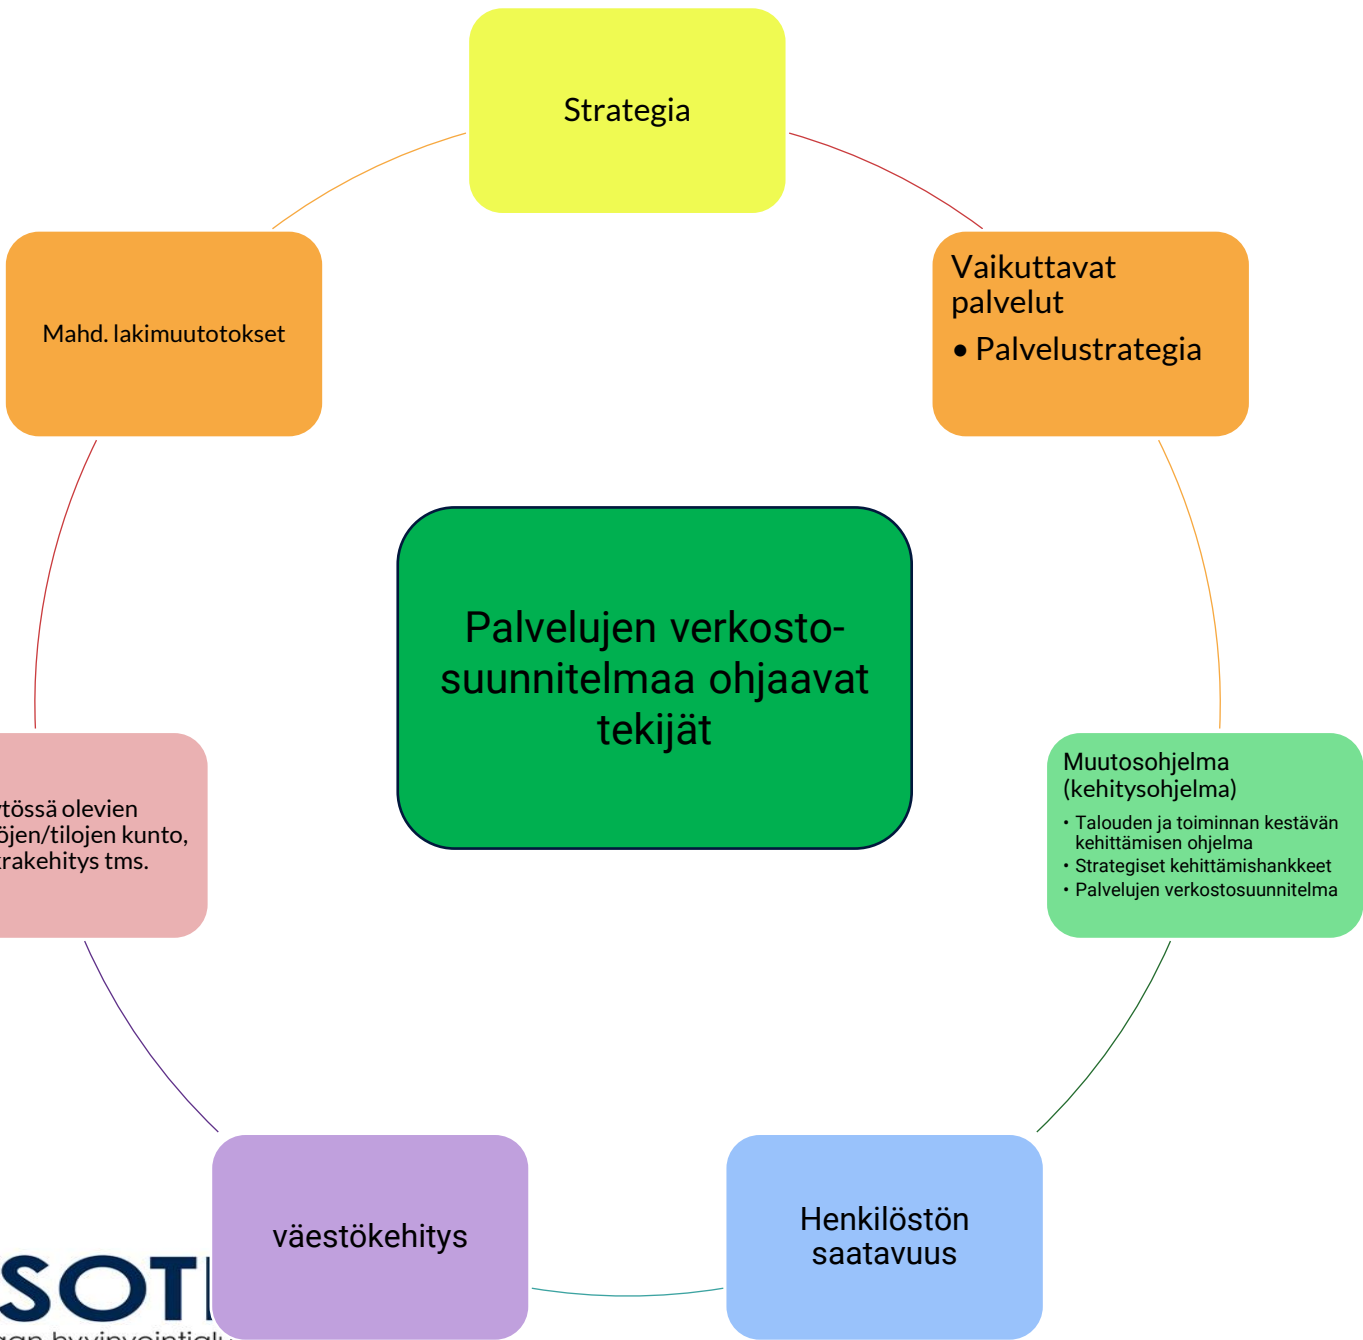 Strategia
Vaikuttavat
palvelut
• Palvelustrategia
Mahd. lakimuutotokset
Palvelujen verkosto-
suunnitelmaa ohjaavat
tekijät
Muutosohjelma
(kehitysohjelma)
• Talouden ja toiminnan kestävän
kehittämisen ohjelma
• Strategiset kehittämishankkeet
• Palvelujen verkostosuunnitelma
olevien
kunto,
tms.
Henkilöstön
saatavuus
väestökehitys